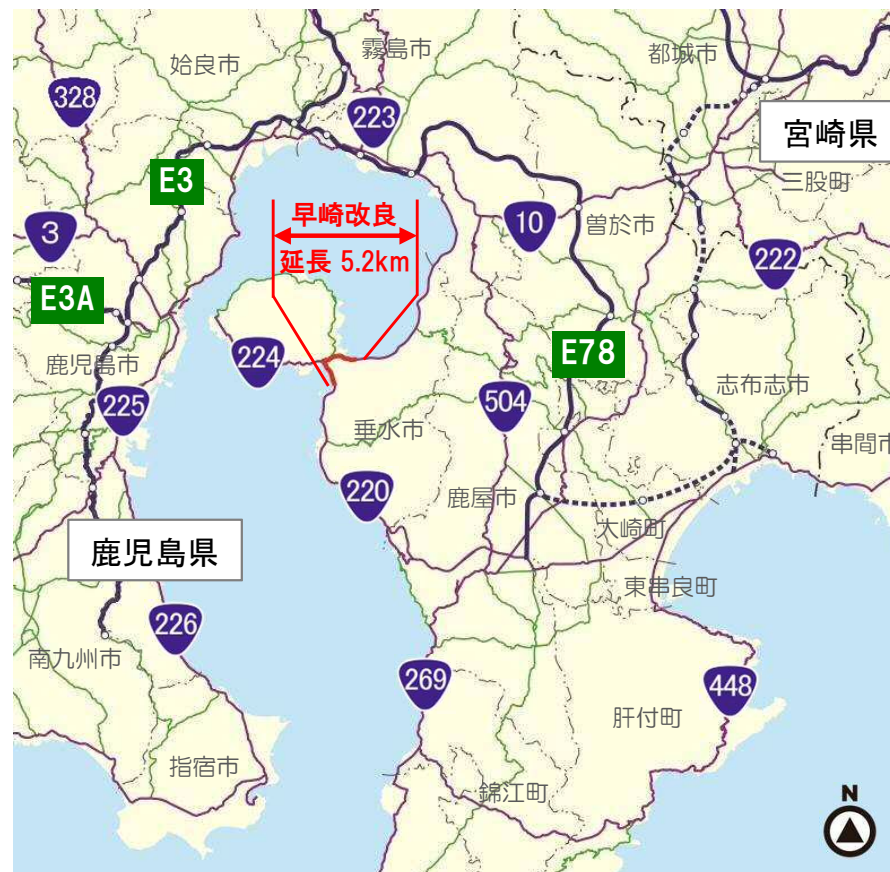 霧島市
都城市
姶良市
328
223
宮崎県
E3
三股町
早崎改良
延長 5.2km
10
曽於市
3
222
E3A
224
E78
鹿児島市
225
504
志布志市
垂水市
串間市
220
鹿屋市
大崎町
鹿児島県
東串良町
226
南九州市
269
448
肝付町
指宿市
錦江町
N